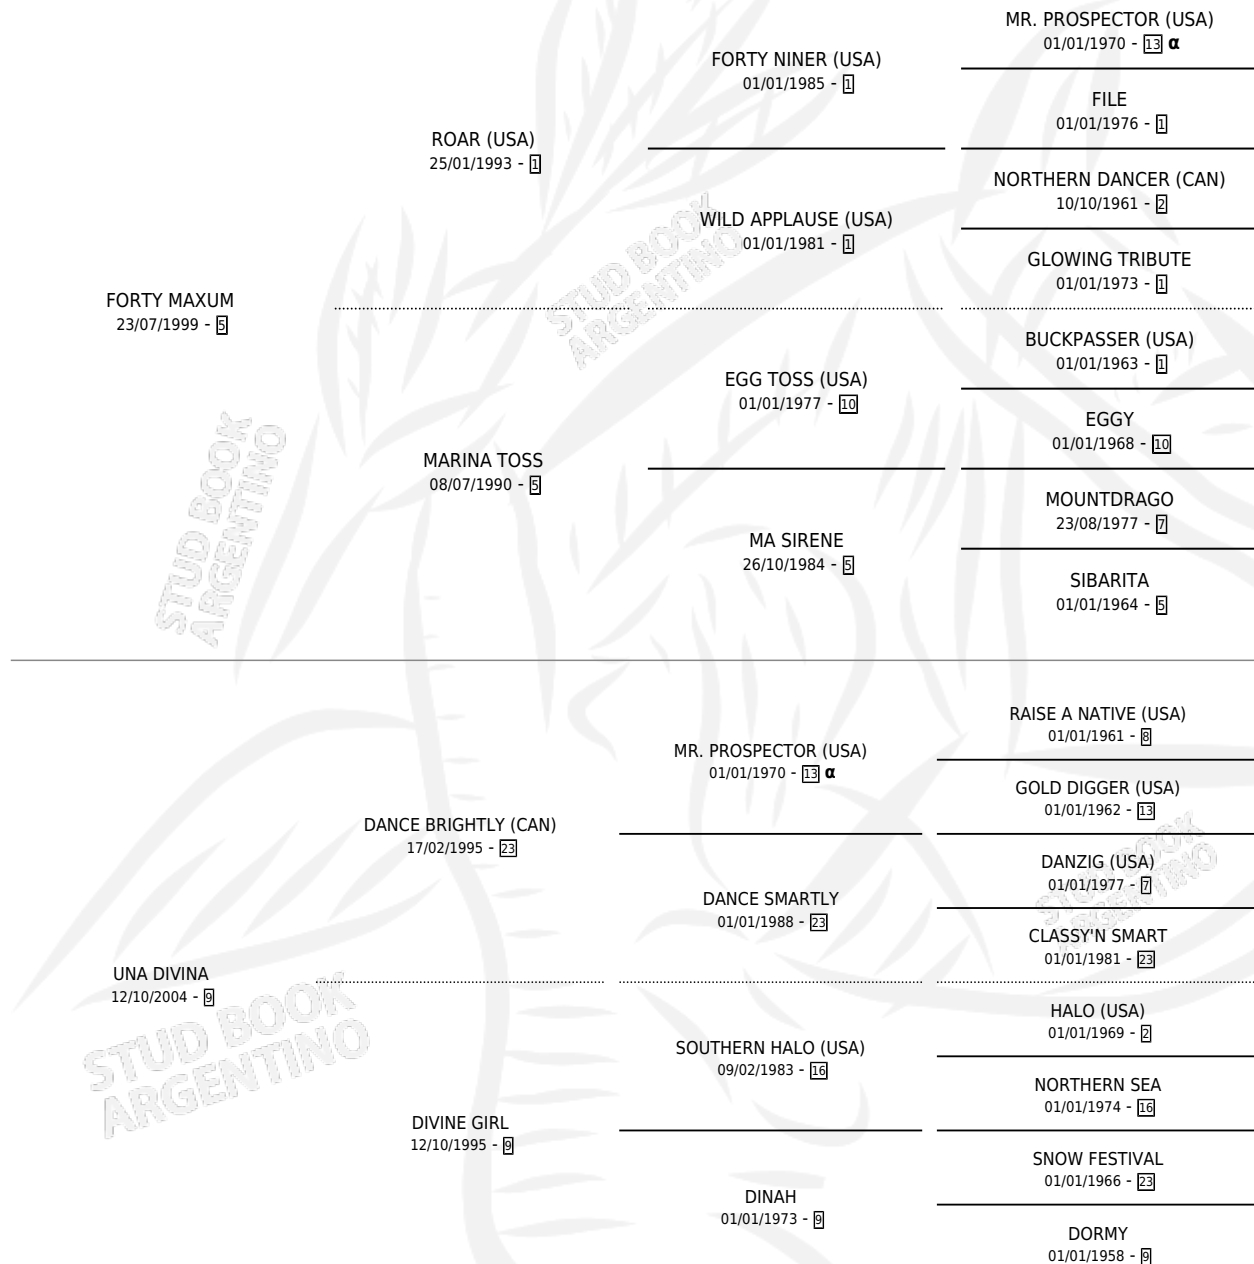 MR. PROSPECTOR (USA)
01/01/1970 - 13 α
FORTY NINER (USA)
01/01/1985 - 1
FILE
01/01/1976 - 1
ROAR (USA)
25/01/1993 - 1
NORTHERN DANCER (CAN)
10/10/1961 - 2
WILD APPLAUSE (USA)
01/01/1981 - 1
GLOWING TRIBUTE
01/01/1973 - 1
FORTY MAXUM
23/07/1999 - 5
BUCKPASSER (USA)
01/01/1963 - 1
EGG TOSS (USA)
01/01/1977 - 10
EGGY
01/01/1968 - 10
MARINA TOSS
08/07/1990 - 5
MOUNTDRAGO
23/08/1977 - 7
MA SIRENE
26/10/1984 - 5
SIBARITA
01/01/1964 - 5
RAISE A NATIVE (USA)
01/01/1961 - 8
MR. PROSPECTOR (USA)
01/01/1970 - 13 α
GOLD DIGGER (USA)
01/01/1962 - 13
DANCE BRIGHTLY (CAN)
17/02/1995 - 23
DANZIG (USA)
01/01/1977 - 7
DANCE SMARTLY
01/01/1988 - 23
CLASSY'N SMART
01/01/1981 - 23
UNA DIVINA
12/10/2004 - 9
HALO (USA)
01/01/1969 - 2
SOUTHERN HALO (USA)
09/02/1983 - 16
NORTHERN SEA
01/01/1974 - 16
DIVINE GIRL
12/10/1995 - 9
SNOW FESTIVAL
01/01/1966 - 23
DINAH
01/01/1973 - 9
DORMY
01/01/1958 - 9
STUD BOOK
ARGENTINO
STUD BOOK
ARGENTINO
STUD BOOK
ARGENTINO
STUD BOOK
ARGENTINO